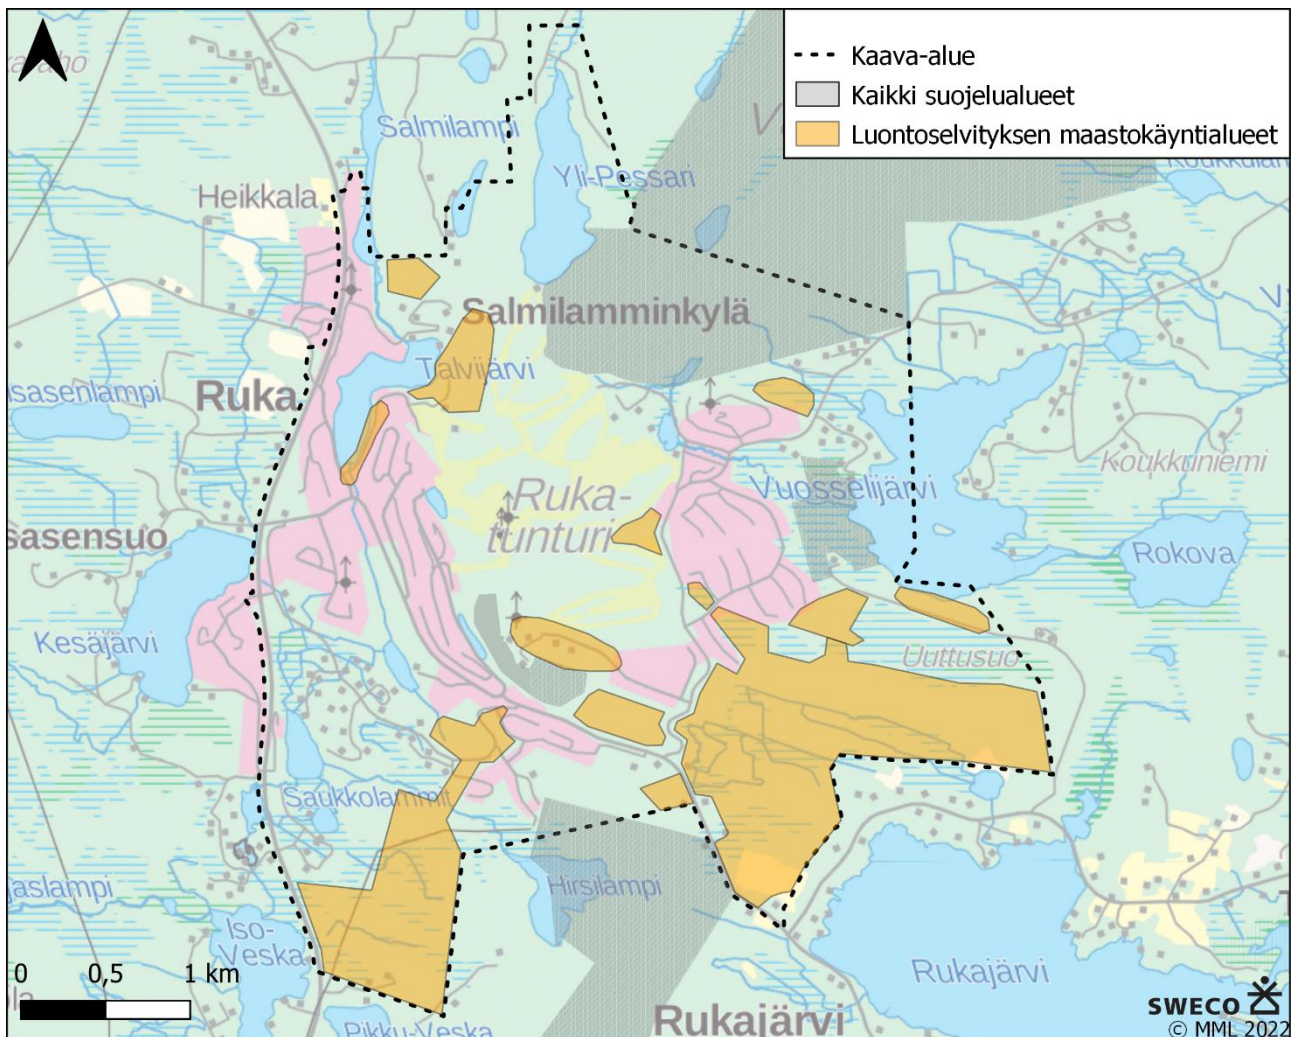 Kaava-alue
Kaikki suojelualueet
Luontoselvityksen maastokäyntialueet
Salmilampi
Yli-Pessari
Heikkala
Salmilamminkylä
Talvijärvi
Ruka
Koukkuniemi
Ruka-
tunturi
Vuosselijärvi
Rokova
Kesäjärvi
Uuttusuo
Saukkolammit
Hirsilampi
Iso-
Veska
Rukajärvi
0 0,5 1 km
Rukajärvi
Pikku-Veska
SWECO
© MML 2022